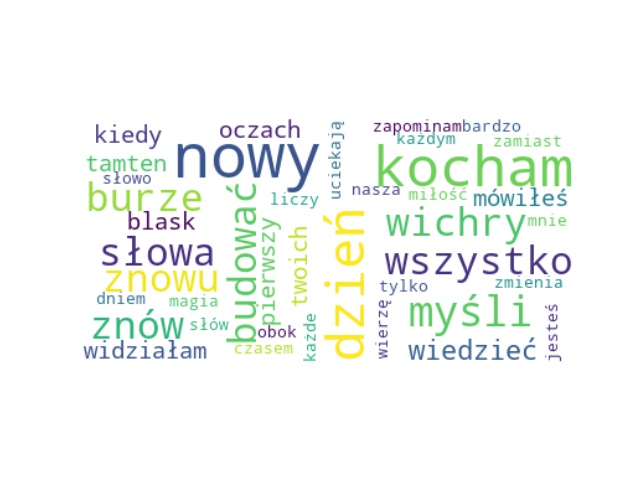 zapominam bardzo
kiedy
oczach
każdym
zamiast
nowy
uciekają
kocham
tamten
słowo
nasza
miłość
mówiłeś
burze
liczy
blask
budować
pierwszy
twoich
dzień
wichry
mnie
słowa
wszystko
znowu
tylko
zmienia
dniem
magia
myśli
wierzę
jesteś
znów
słów
obok
każde
widziałam
czasem
wiedzieć